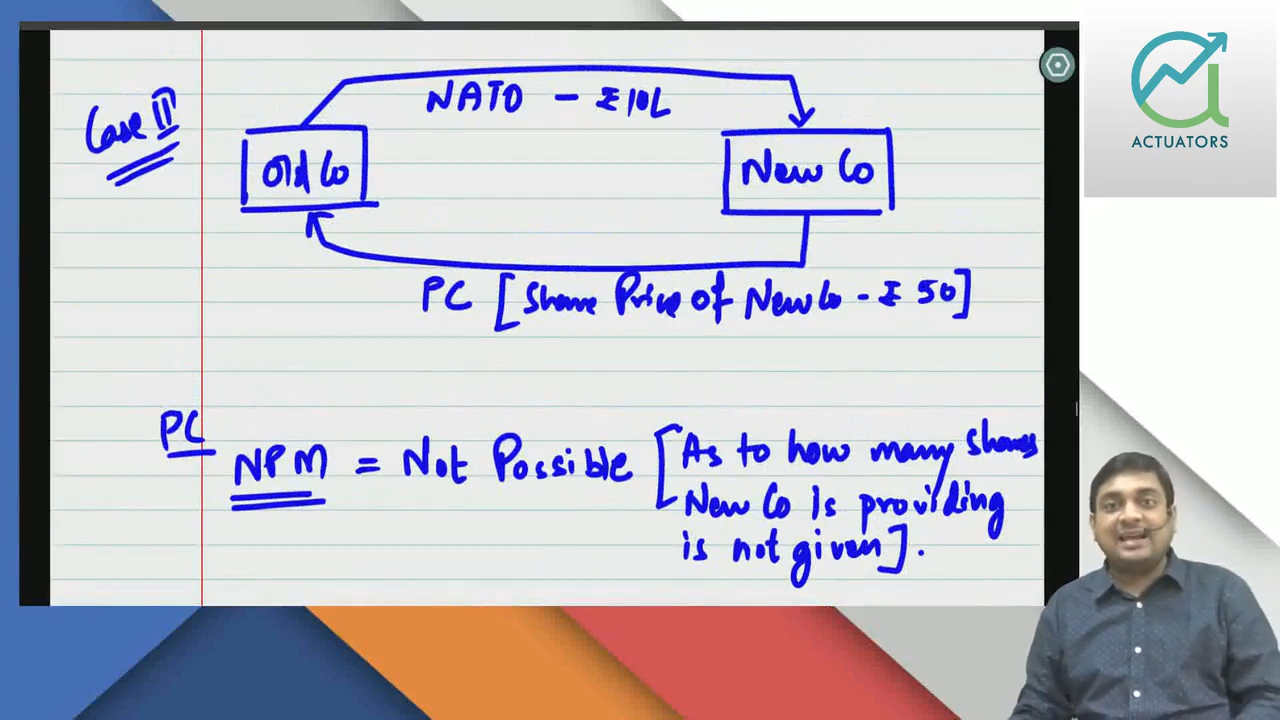 Case II
NATO - ₹10L
Old Co
New Co
PC [Share Price of New Co - ₹ 50]
PC
NPM = Not Possible [As to how many shares
New Co is providing
is not given].
ACTUATORS